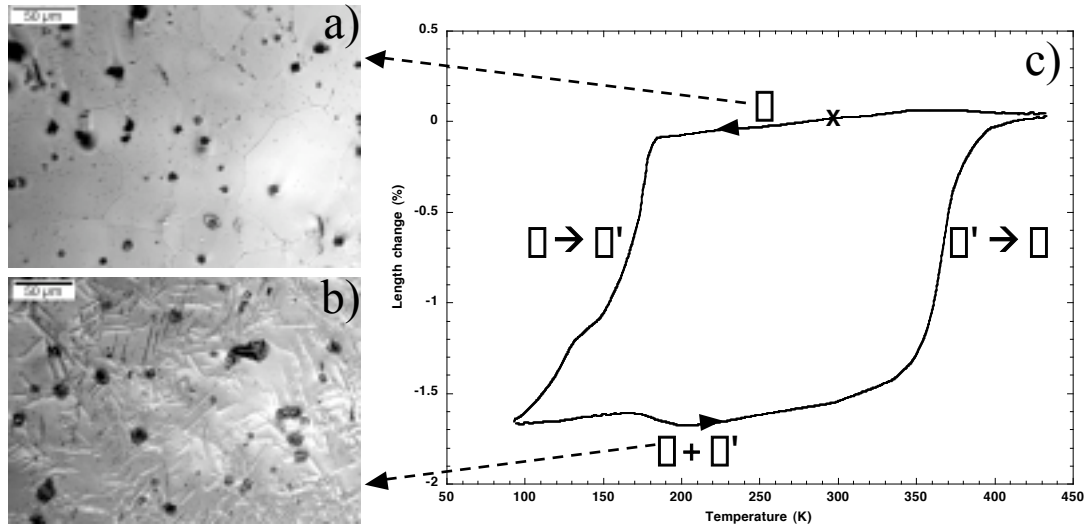 50 µm
a)
50 µm
b)
c)
Length change (%)
0.5
0
-0.5
-1
-1.5
-2
50 100 150 200 250 300 350 400 450
Temperature (K)
▯
X
▯ → ▯'
▯' → ▯
▯ + ▯'